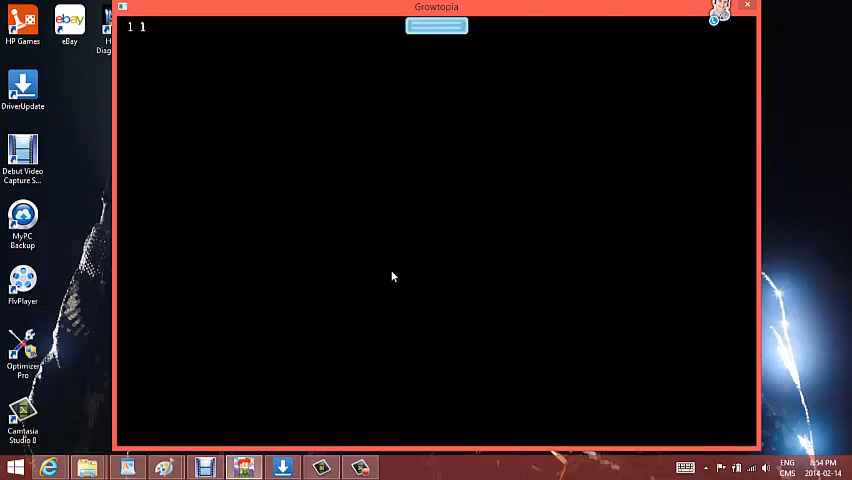 Growtopia
1 1
HP Games
eBay
H
Diag
DriverUpdate
Debut Video
Capture S...
MyPC
Backup
FlvPlayer
Optimizer
Pro
Camtasia
Studio 8
ENG
CMS
8:54 PM
2014-02-14